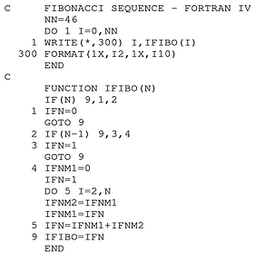 C     FIBONACCI SEQUENCE - FORTRAN IV
      NN=46
      DO 1 I=0,NN
    1 WRITE(*,300) I,IFIBO(I)
  300 FORMAT(1X,I2,1X,I10)
      END
C
      FUNCTION IFIBO(N)
      IF(N) 9,1,2
    1 IFN=0
      GOTO 9
    2 IF(N-1) 9,3,4
    3 IFN=1
      GOTO 9
    4 IFNM1=0
      IFN=1
      DO 5 I=2,N
      IFNM2=IFNM1
      IFNM1=IFN
    5 IFN=IFNM1+IFNM2
    9 IFIBO=IFN
      END